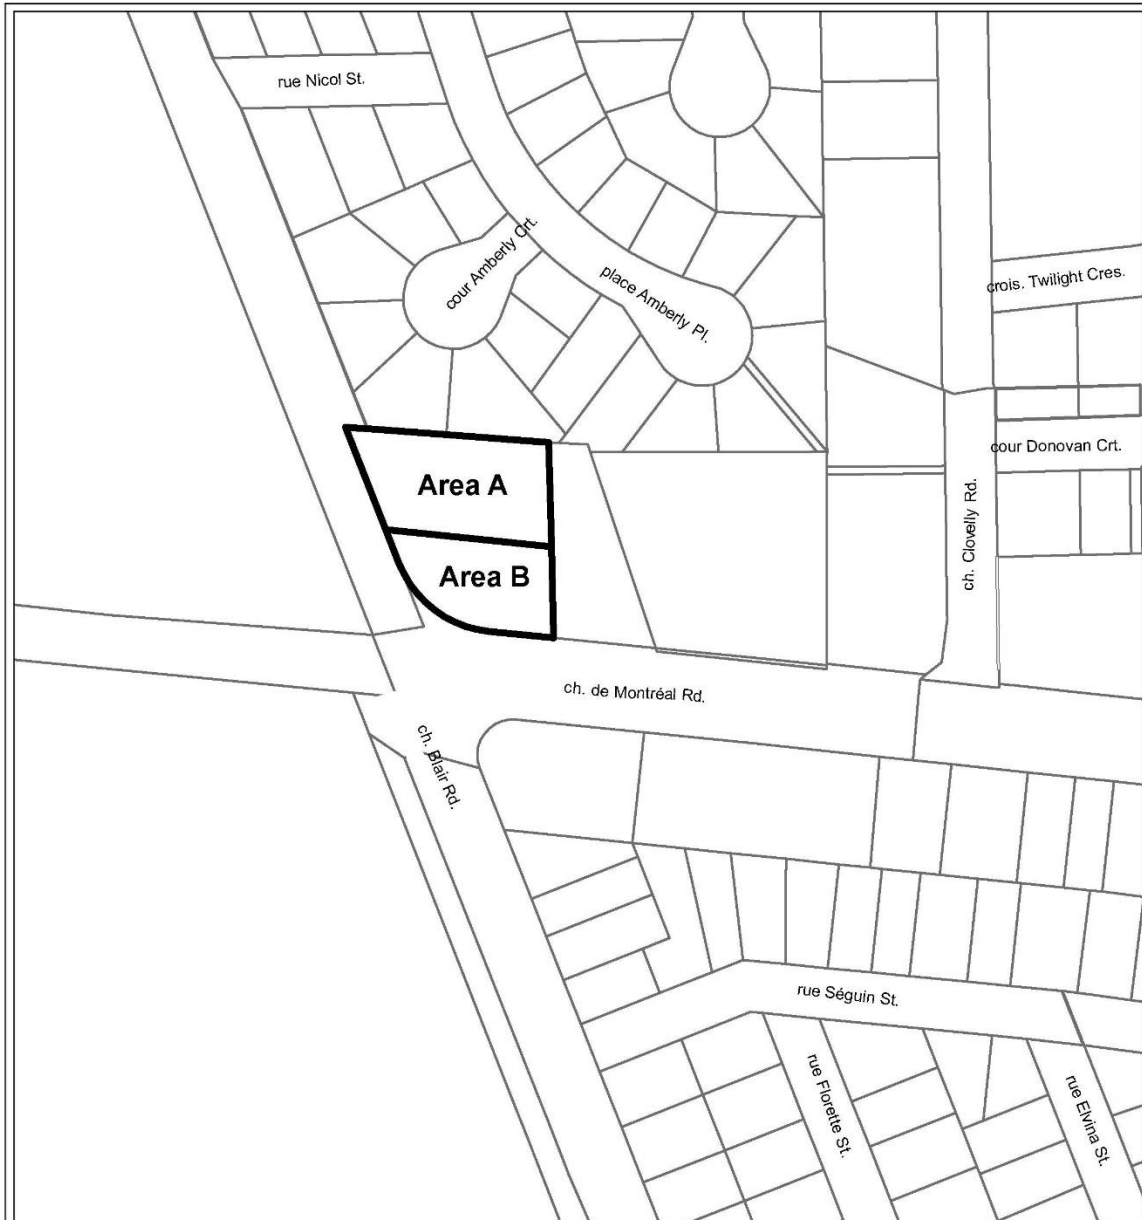 rue Nicol St.
cour Amberly Crt.
place Amberly Pl.
crois. Twilight Cres.
cour Donovan Crt.
Area A
ch. Clovelly Rd.
Area B
ch. de Montréal Rd.
ch. Blair Rd.
rue Séguin St.
rue Florette St.
rue Elvina St.